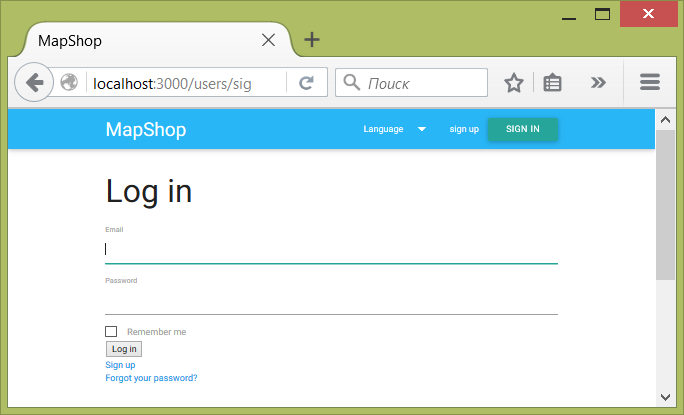 MapShop
localhost:3000/users/sig
Поиск
MapShop
Language
sign up
SIGN IN
Log in
Email
Password
Remember me
Log in
Sign up
Forgot your password?